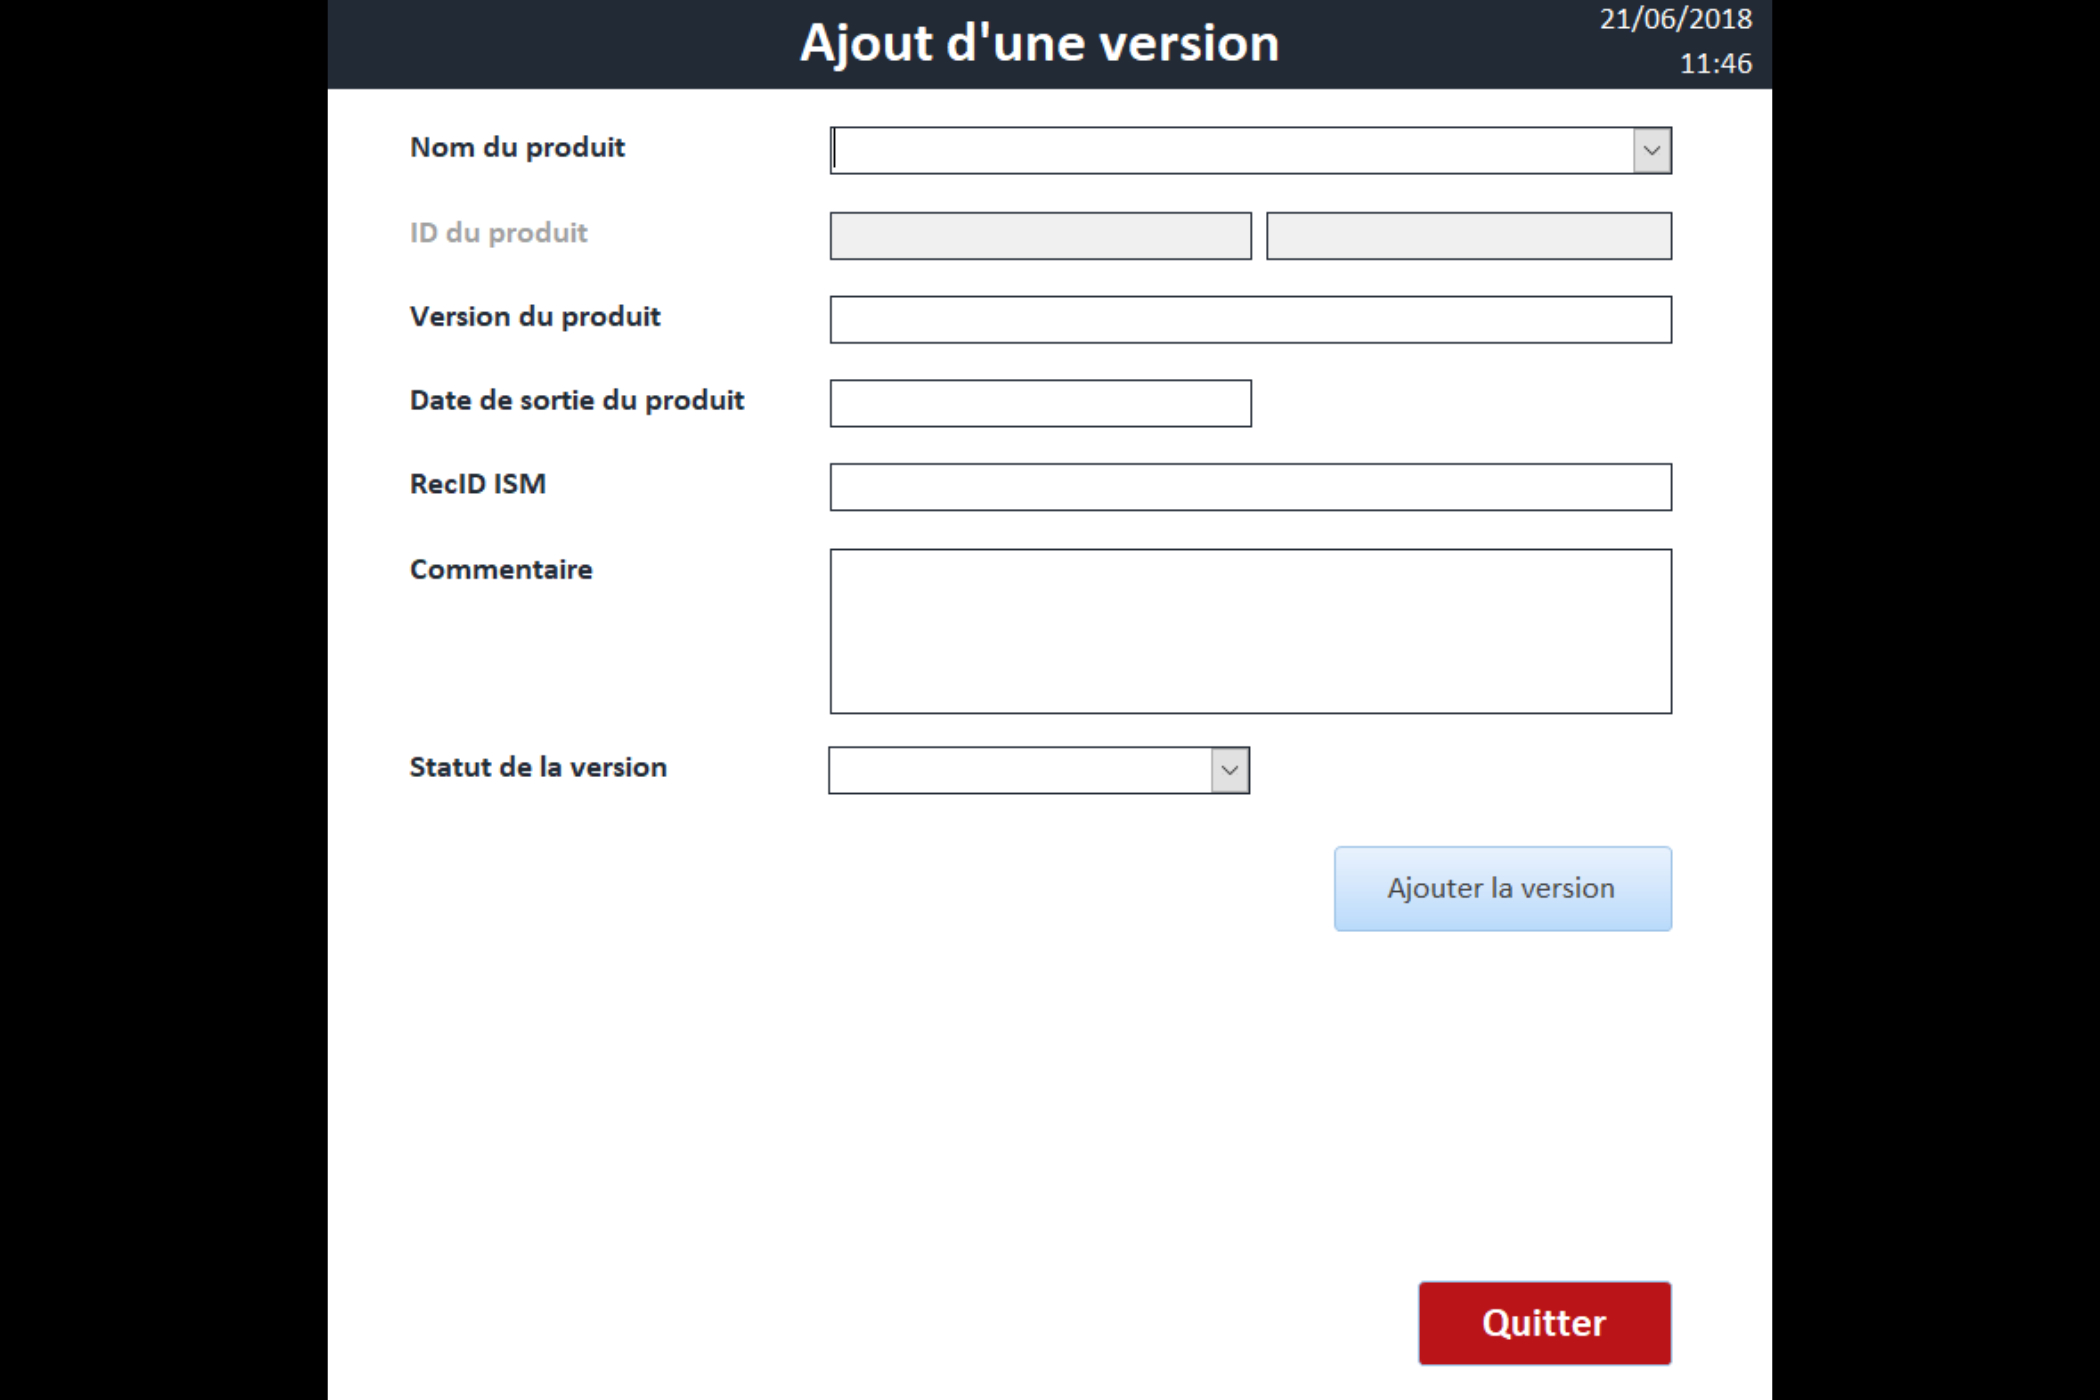 Ajout d'une version
21/06/2018
11:46
Nom du produit
ID du produit
Version du produit
Date de sortie du produit
RecID ISM
Commentaire
Statut de la version
Ajouter la version
Quitter